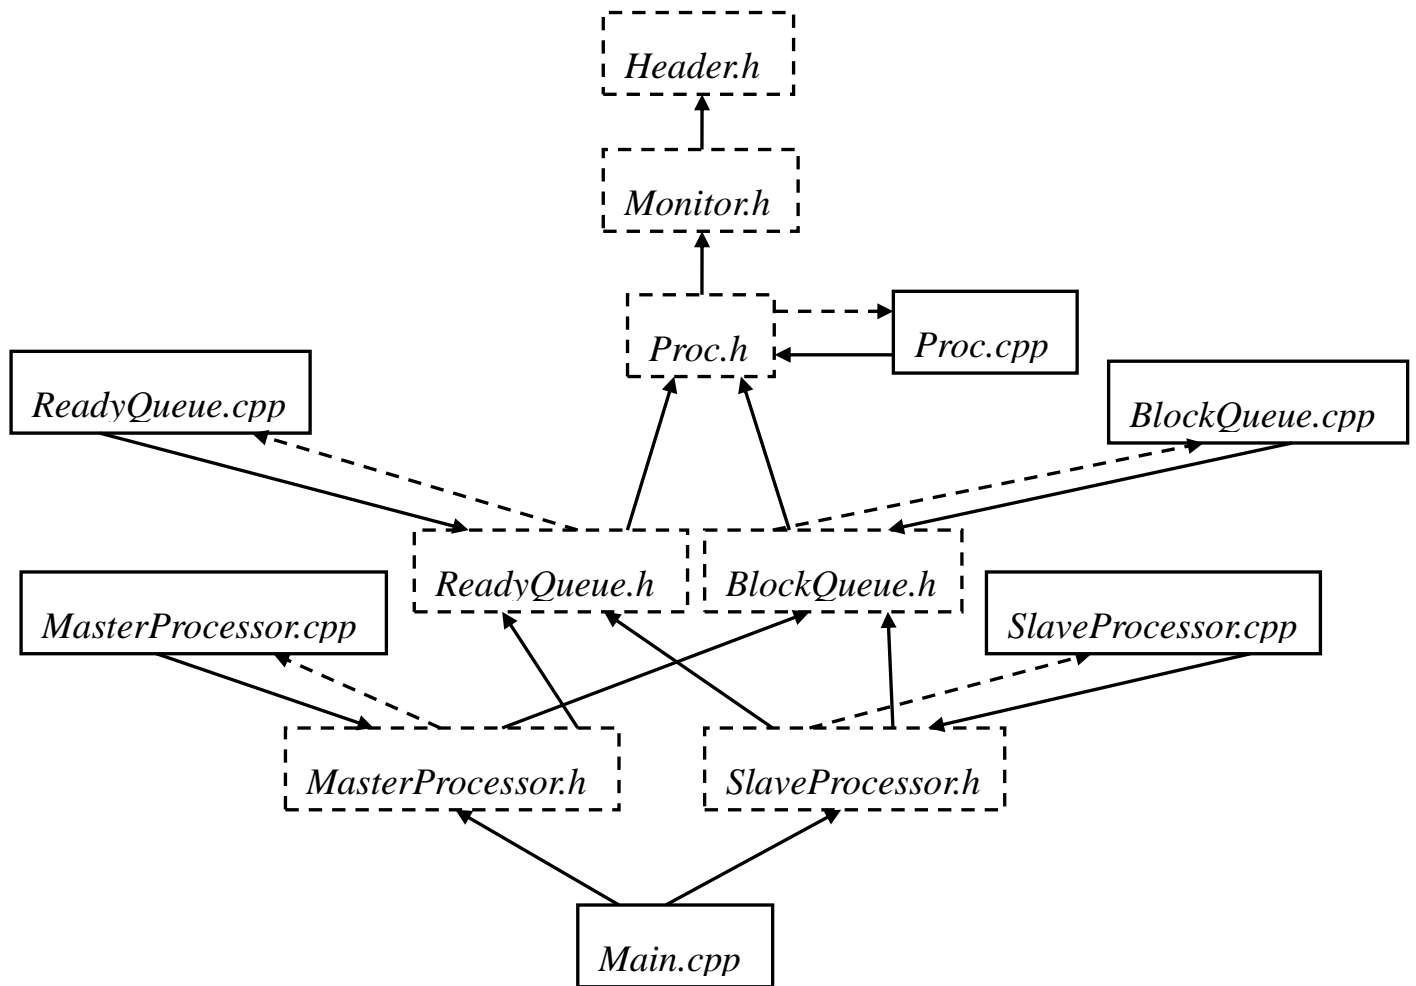 Header.h
Monitor.h
Proc.h
Proc.cpp
ReadyQueue.cpp
BlockQueue.cpp
ReadyQueue.h
BlockQueue.h
MasterProcessor.cpp
SlaveProcessor.cpp
MasterProcessor.h
SlaveProcessor.h
Main.cpp